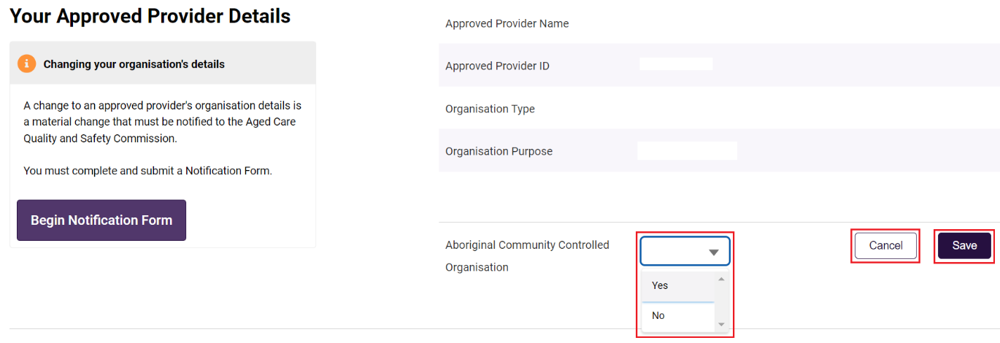 Your Approved Provider Details
Changing your organisation's details
A change to an approved provider's organisation details is
a material change that must be notified to the Aged Care
Quality and Safety Commission.
You must complete and submit a Notification Form.
Begin Notification Form
Approved Provider Name
Approved Provider ID
Organisation Type
Organisation Purpose
Aboriginal Community Controlled
Organisation
Yes
No
Cancel
Save